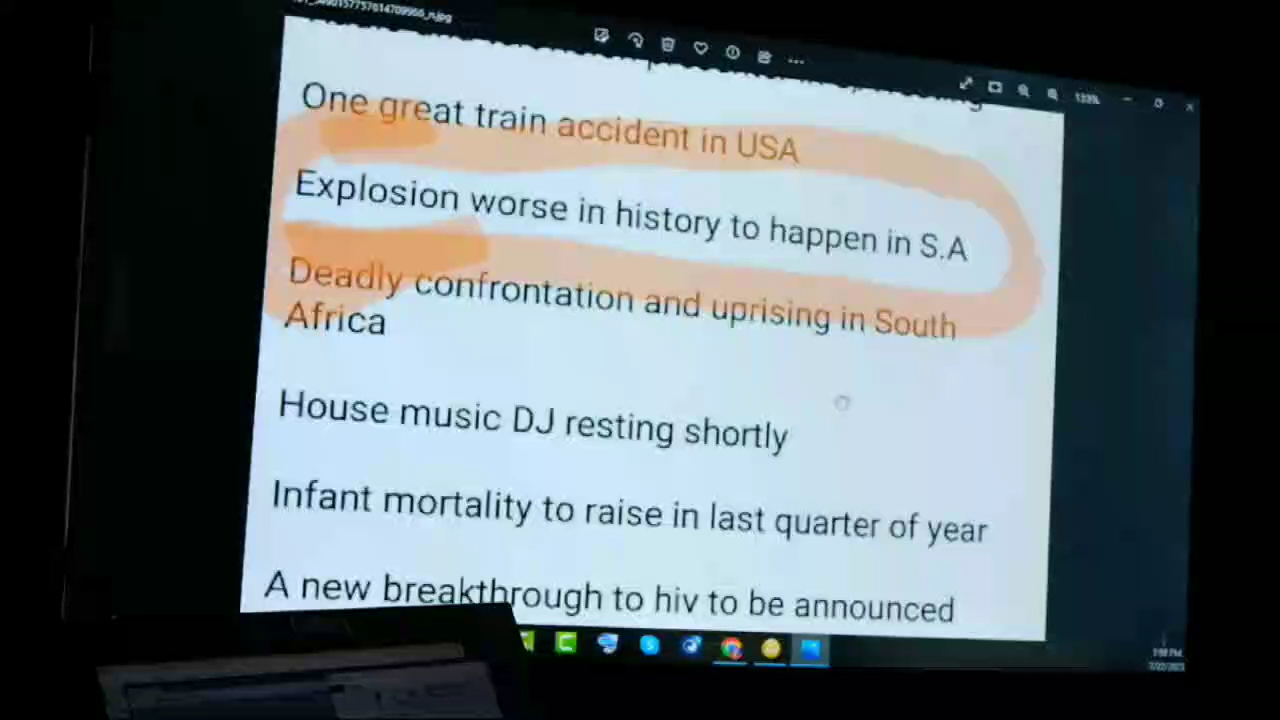 One great train accident in USA
Explosion worse in history to happen in S.A
Deadly confrontation and uprising in South
Africa
House music DJ resting shortly
Infant mortality to raise in last quarter of year
A new breakthrough to hiv to be announced
133%